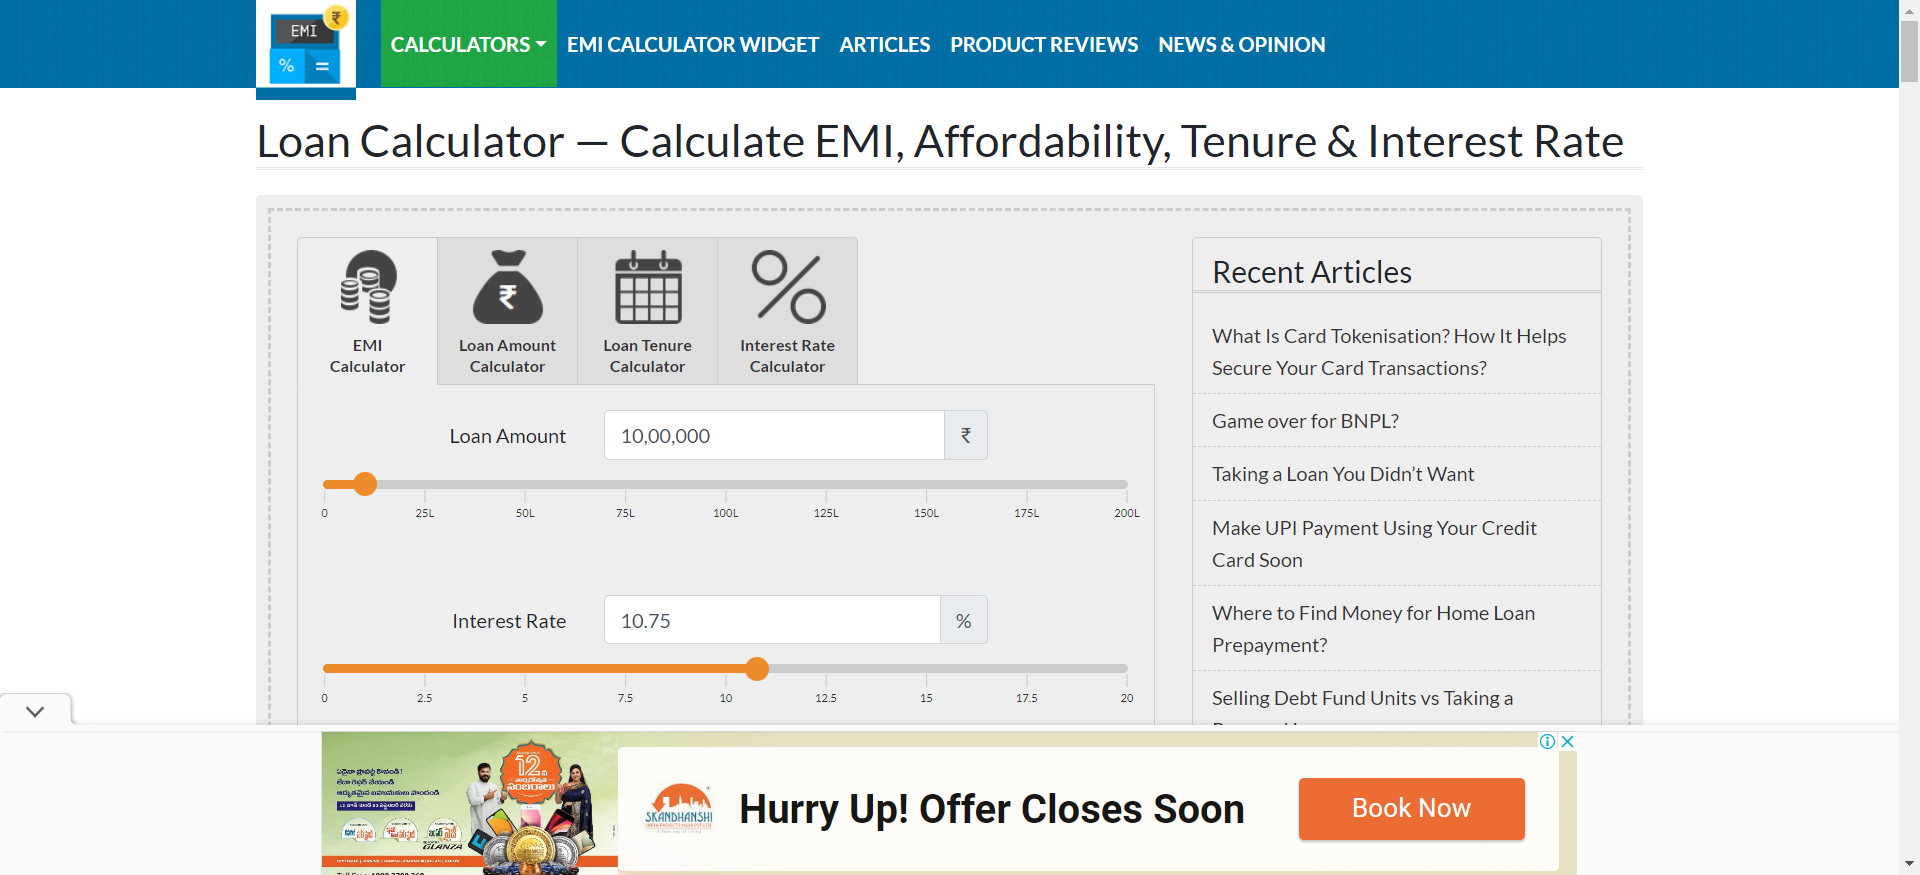 EMI
₹
%
=
CALCULATORS
EMI CALCULATOR WIDGET
ARTICLES
PRODUCT REVIEWS
NEWS & OPINION
Loan Calculator — Calculate EMI, Affordability, Tenure & Interest Rate
EMI
Calculator
₹
Loan Amount
Calculator
Loan Tenure
Calculator
Interest Rate
Calculator
Loan Amount
10,00,000
₹
0
25L
50L
75L
100L
125L
150L
175L
200L
Interest Rate
10.75
%
0
2.5
5
7.5
10
12.5
15
17.5
20
Recent Articles
What Is Card Tokenisation? How It Helps
Secure Your Card Transactions?
Game over for BNPL?
Taking a Loan You Didn’t Want
Make UPI Payment Using Your Credit
Card Soon
Where to Find Money for Home Loan
Prepayment?
Selling Debt Fund Units vs Taking a
12
GLANZA
SKANDHANSHI
Hurry Up! Offer Closes Soon
Book Now